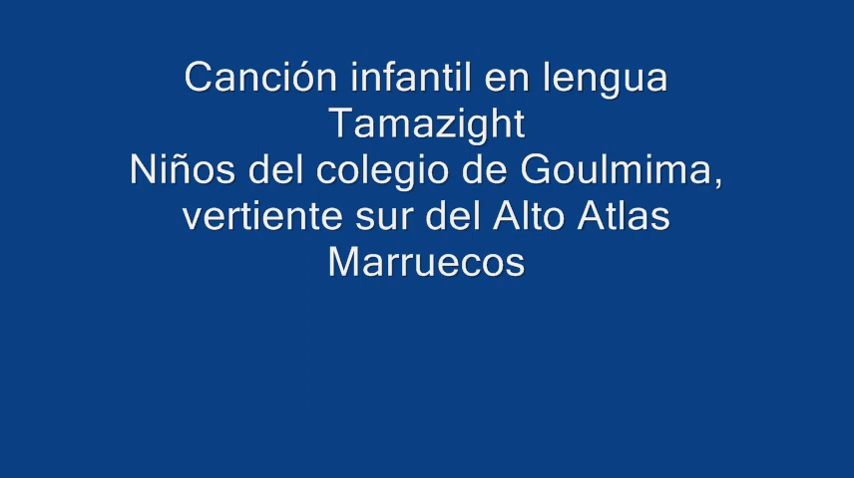 Canción infantil en lengua
Tamazight
Niños del colegio de Goulmima,
vertiente sur del Alto Atlas
Marruecos